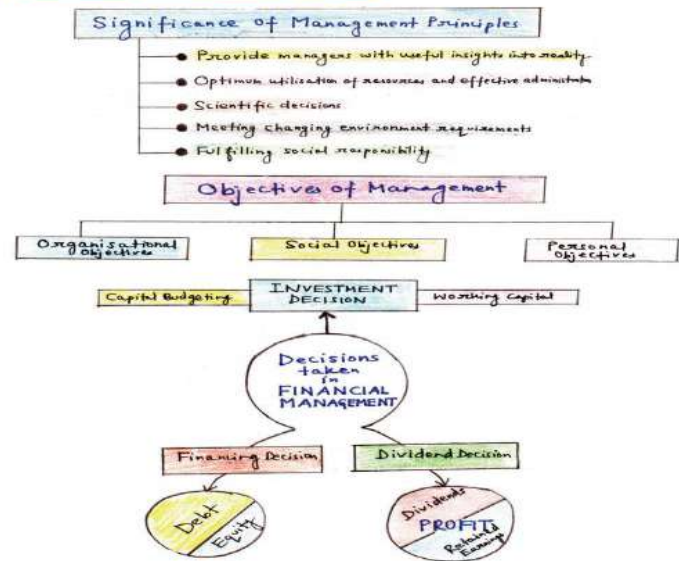 Significance of Management Principles
Provide managers with useful insights into reality
Optimum utilisation of resources and effective administrator
Scientific decisions
Meeting changing environment requirements
Fulfilling social responsibility
Objectives of Management
Organisational
Objectives
Social Objectives
Personal
Objectives
Capital Budgeting
INVESTMENT
DECISION
Working Capital
Decisions
taken
in
FINANCIAL
MANAGEMENT
Financing Decision
Dividend Decision
Debt
Equity
Dividends
PROFIT
Retained
Earnings